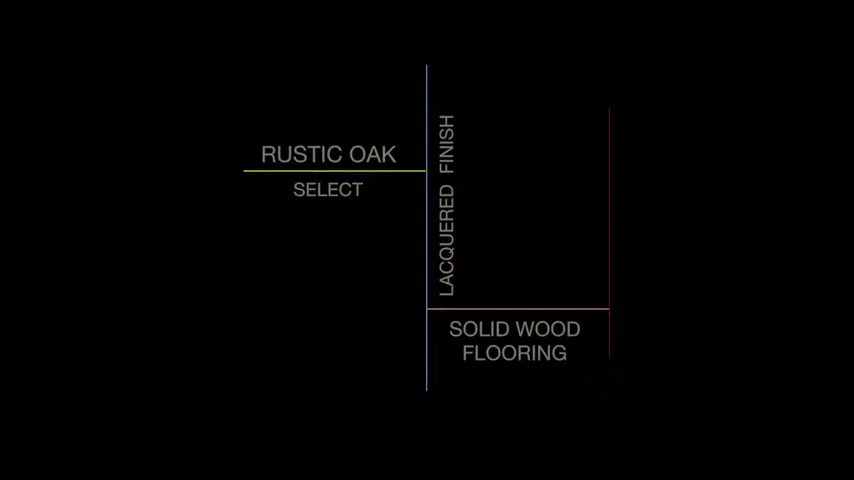 RUSTIC OAK
SELECT
LACQUERED FINISH
SOLID WOOD
FLOORING